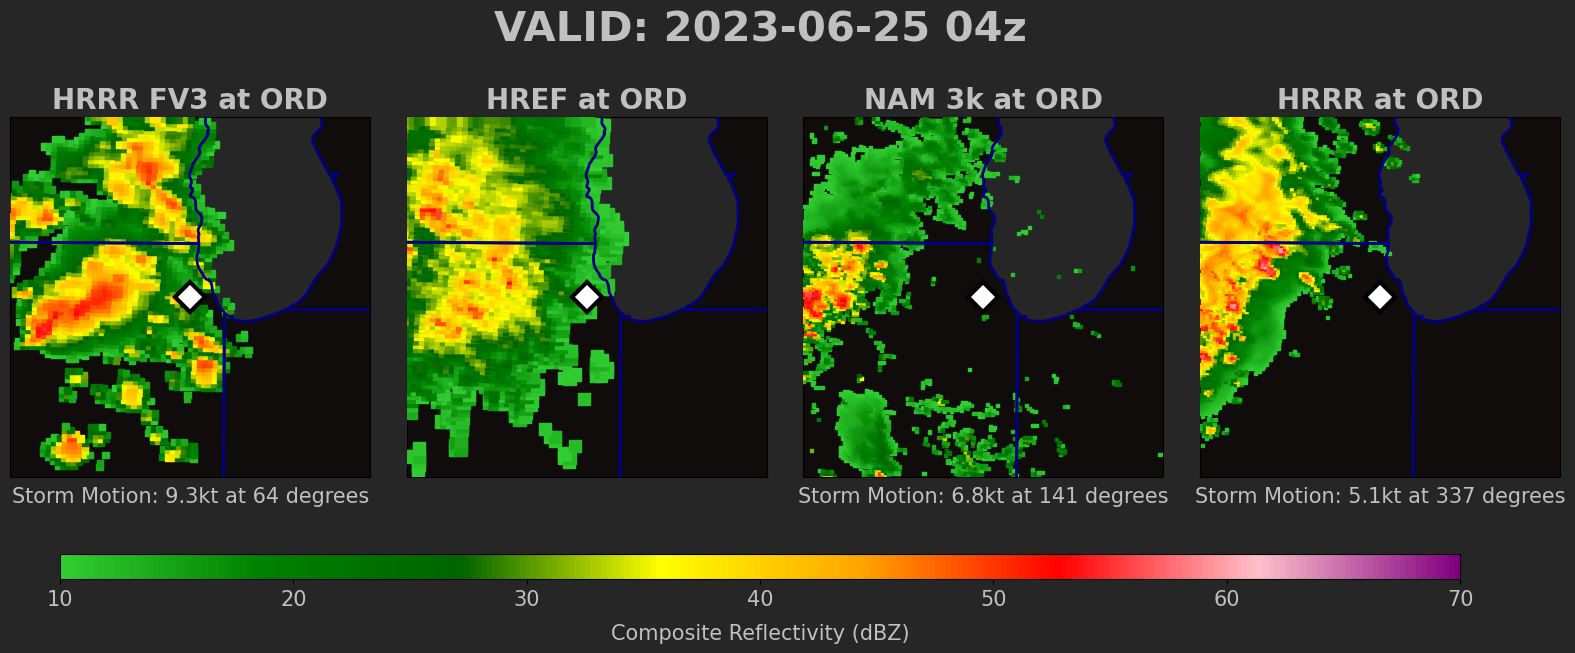 VALID: 2023-06-25 04z
HRRR FV3 at ORD
HREF at ORD
NAM 3k at ORD
HRRR at ORD
Storm Motion: 9.3kt at 64 degrees
Storm Motion: 6.8kt at 141 degrees
Storm Motion: 5.1kt at 337 degrees
10 20 30 40 50 60 70
Composite Reflectivity (dBZ)